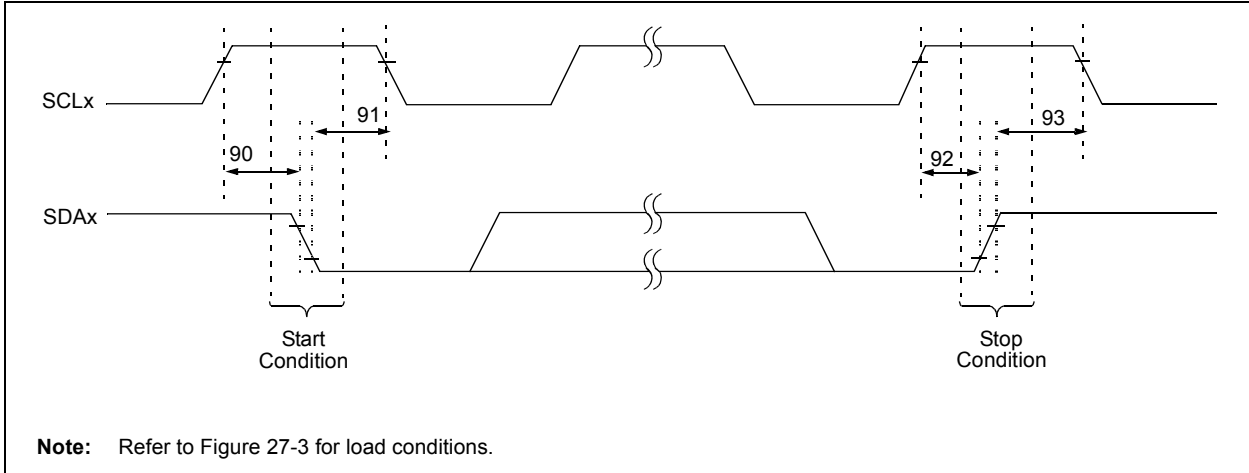 SCLx
91
93
90
92
SDAx
Start
Condition
Stop
Condition
Note: Refer to Figure 27-3 for load conditions.